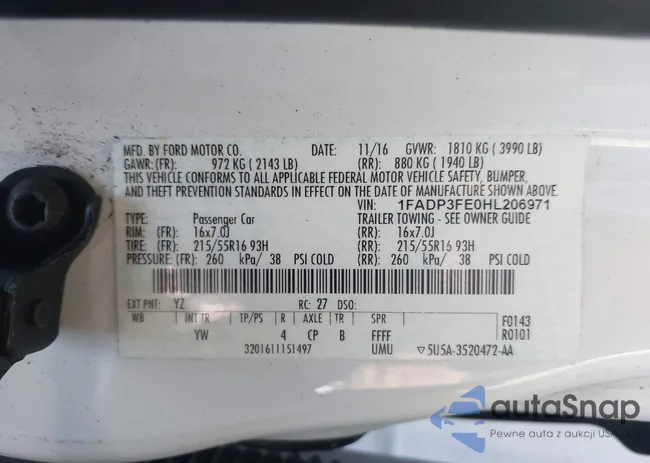 MFD. BY FORD MOTOR CO. DATE: 11/16 GVWR: 1810 KG ( 3990 LB)
GAWR: (FR): 972 KG ( 2143 LB) (RR): 880 KG ( 1940 LB)
THIS VEHICLE CONFORMS TO ALL APPLICABLE FEDERAL MOTOR VEHICLE SAFETY, BUMPER,
AND THEFT PREVENTION STANDARDS IN EFFECT ON THE DATE OF MANUFACTURE SHOWN ABOVE.
VIN: 1FADP3FE0HL206971
TYPE: Passenger Car TRAILER TOWING - SEE OWNER GUIDE
RIM: (FR) 16x7.0J (RR): 16x7.0J
TIRE: (FR) 215/55R16 93H (RR) 215/55R16 93H
PRESSURE: (FR) 260 kPa/ 38 PSI COLD (RR) 260 kPa/ 38 PSI COLD
EXT PNT: YZ RC: 27 DSO:
WB INT TR TP/PS R AXLE TR SPR F0143
YW 4 CP B FFFF R0101
3201611151497 UMU ▽5U5A-3520472-AA
autoSnap
Pewne auta z aukcji USA